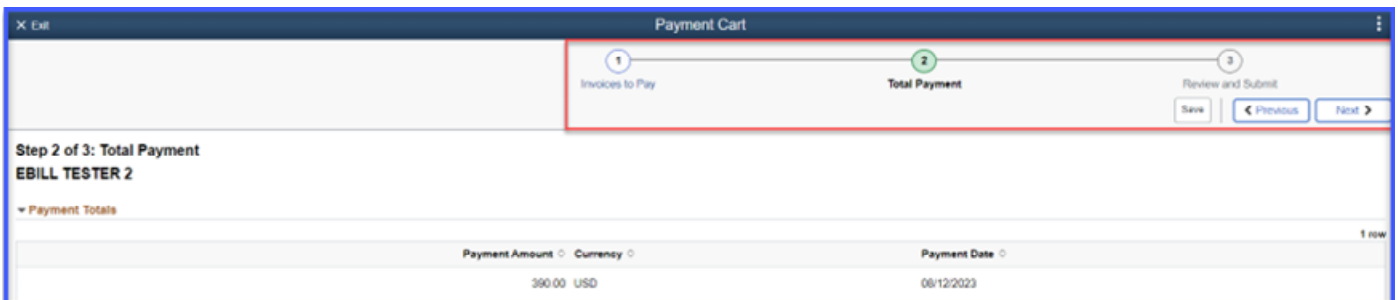 X Exit
Payment Cart
1
2
3
Invoices to Pay
Total Payment
Review and Submit
Save
Previous
Next
Step 2 of 3: Total Payment
EBILL TESTER 2
Payment Totals
1 row
Payment Amount Currency Payment Date
390.00 USD 08/12/2023